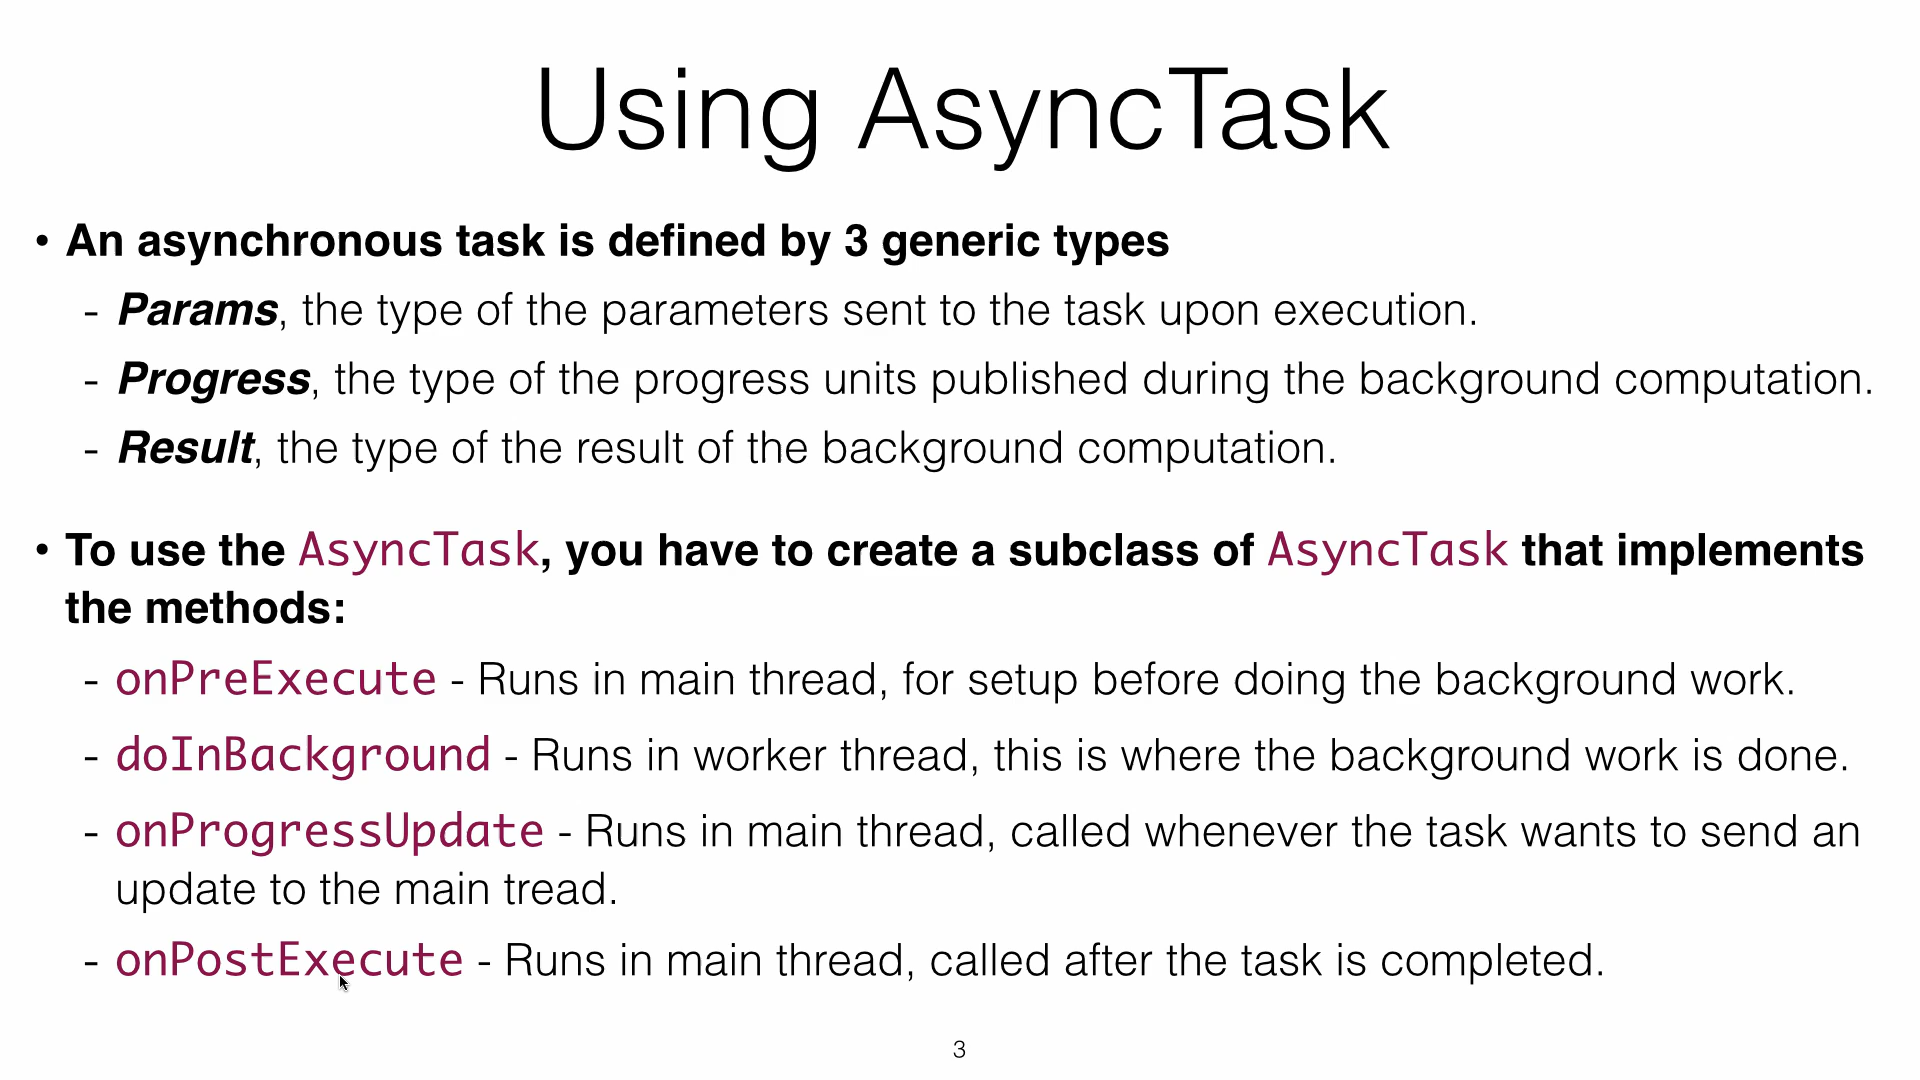 Using AsyncTask
• An asynchronous task is defined by 3 generic types
- Params, the type of the parameters sent to the task upon execution.
- Progress, the type of the progress units published during the background computation.
- Result, the type of the result of the background computation.
• To use the AsyncTask, you have to create a subclass of AsyncTask that implements
the methods:
- onPreExecute - Runs in main thread, for setup before doing the background work.
- doInBackground - Runs in worker thread, this is where the background work is done.
- onProgressUpdate - Runs in main thread, called whenever the task wants to send an
update to the main tread.
- onPostExecute - Runs in main thread, called after the task is completed.
3